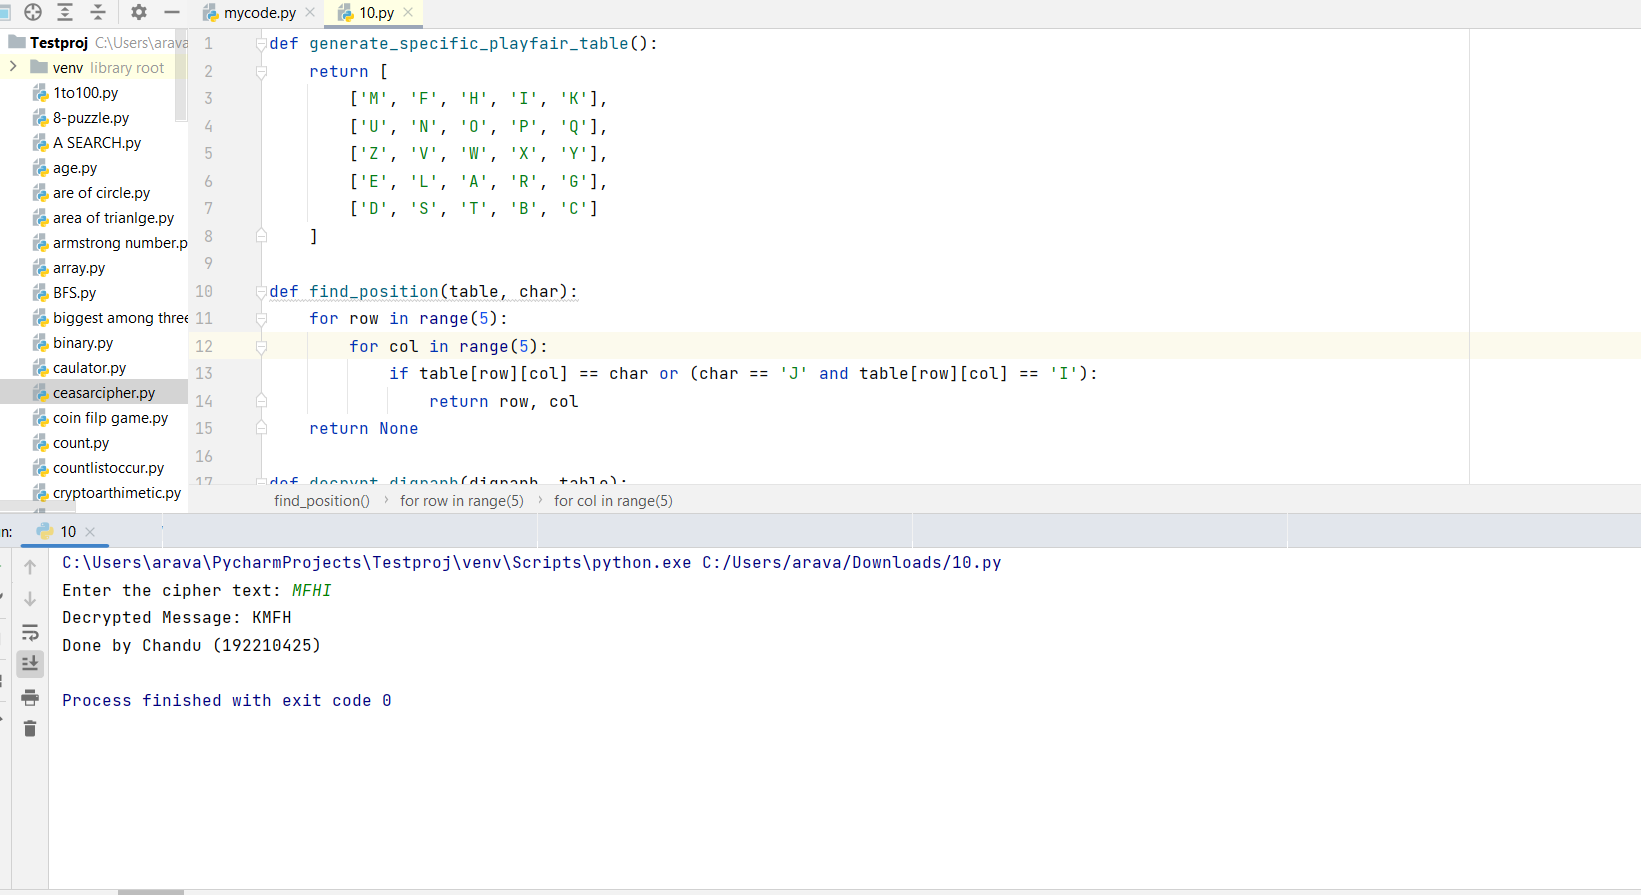 mycode.py
10.py
Testproj C:\Users\arava
venv library root
1to100.py
8-puzzle.py
A SEARCH.py
age.py
are of circle.py
area of trianlge.py
armstrong number.p
array.py
BFS.py
biggest among three
binary.py
caulator.py
ceasarcipher.py
coin filp game.py
count.py
countlistoccur.py
cryptoarthimetic.py
1 def generate_specific_playfair_table():
2 return [
3 ['M', 'F', 'H', 'I', 'K'],
4 ['U', 'N', 'O', 'P', 'Q'],
5 ['Z', 'V', 'W', 'X', 'Y'],
6 ['E', 'L', 'A', 'R', 'G'],
7 ['D', 'S', 'T', 'B', 'C']
8 ]
9
10 def find_position(table, char):
11 for row in range(5):
12 for col in range(5):
13 if table[row][col] == char or (char == 'J' and table[row][col] == 'I'):
14 return row, col
15 return None
16
17 def decrypt_digraph(digraph, table):
find_position() › for row in range(5) › for col in range(5)
n: 10
C:\Users\arava\PycharmProjects\Testproj\venv\Scripts\python.exe C:/Users/arava/Downloads/10.py
Enter the cipher text: MFHI
Decrypted Message: KMFH
Done by Chandu (192210425)
Process finished with exit code 0